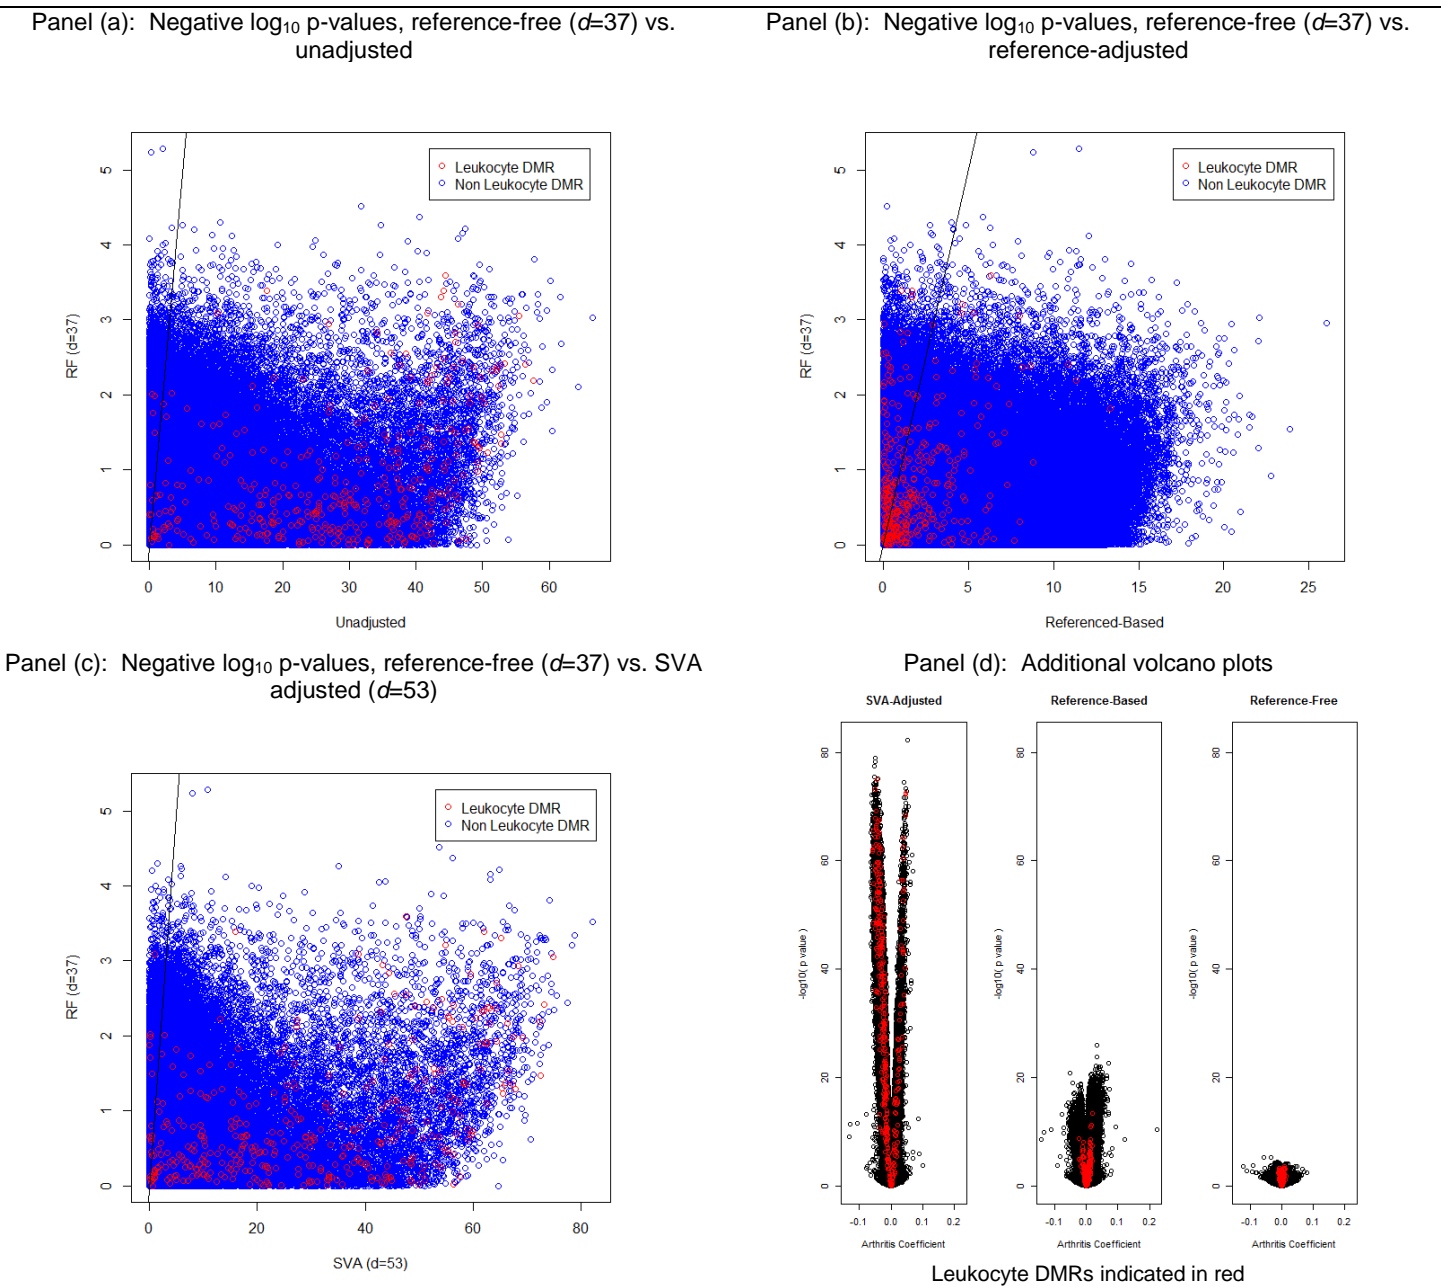 Panel (a): Negative log10 p-values, reference-free (d=37) vs.
unadjusted
5
4
3
2
1
0
RF (d=37)
Leukocyte DMR
Non Leukocyte DMR
0 10 20 30 40 50 60
Unadjusted
Panel (b): Negative log10 p-values, reference-free (d=37) vs.
reference-adjusted
5
4
3
2
1
0
RF (d=37)
Leukocyte DMR
Non Leukocyte DMR
0 5 10 15 20 25
Referenced-Based
Panel (c): Negative log10 p-values, reference-free (d=37) vs. SVA
adjusted (d=53)
5
4
3
2
1
0
RF (d=37)
Leukocyte DMR
Non Leukocyte DMR
0 20 40 60 80
SVA (d=53)
Panel (d): Additional volcano plots
SVA-Adjusted
80
60
40
20
0
-log10( p value )
-0.1 0.0 0.1 0.2
Arthritis Coefficient
Reference-Based
80
60
40
20
0
-log10( p value )
-0.1 0.0 0.1 0.2
Arthritis Coefficient
Reference-Free
80
60
40
20
0
-log10( p value )
-0.1 0.0 0.1 0.2
Arthritis Coefficient
Leukocyte DMRs indicated in red